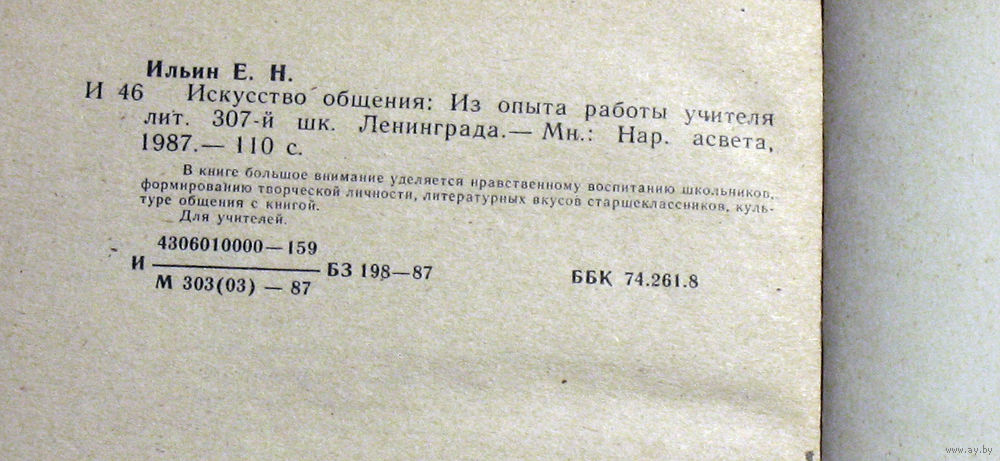 Ильин Е. Н.
И 46 Искусство общения: Из опыта работы учителя
лит. 307-й шк. Ленинграда.— Мн.: Нар. асвета,
1987.— 110 с.
В книге большое внимание уделяется нравственному воспитанию школьников,
формированию творческой личности, литературных вкусов старшеклассников, куль-
туре общения с книгой.
Для учителей.
4306010000—159
И БЗ 198—87
М 303(03) — 87
ББК 74.261.8
www.ay.by